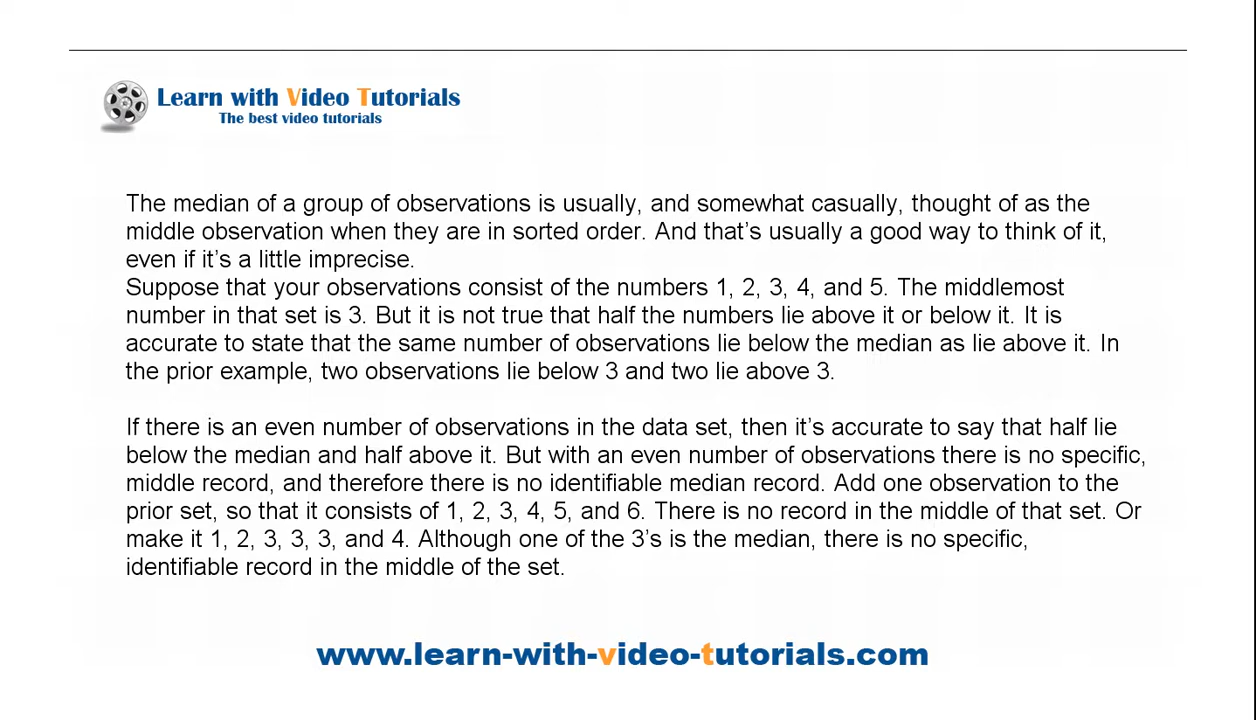 Learn with Video Tutorials
The best video tutorials
The median of a group of observations is usually, and somewhat casually, thought of as the
middle observation when they are in sorted order. And that’s usually a good way to think of it,
even if it’s a little imprecise.
Suppose that your observations consist of the numbers 1, 2, 3, 4, and 5. The middlemost
number in that set is 3. But it is not true that half the numbers lie above it or below it. It is
accurate to state that the same number of observations lie below the median as lie above it. In
the prior example, two observations lie below 3 and two lie above 3.
If there is an even number of observations in the data set, then it’s accurate to say that half lie
below the median and half above it. But with an even number of observations there is no specific,
middle record, and therefore there is no identifiable median record. Add one observation to the
prior set, so that it consists of 1, 2, 3, 4, 5, and 6. There is no record in the middle of that set. Or
make it 1, 2, 3, 3, 3, and 4. Although one of the 3’s is the median, there is no specific,
identifiable record in the middle of the set.
www.learn-with-video-tutorials.com